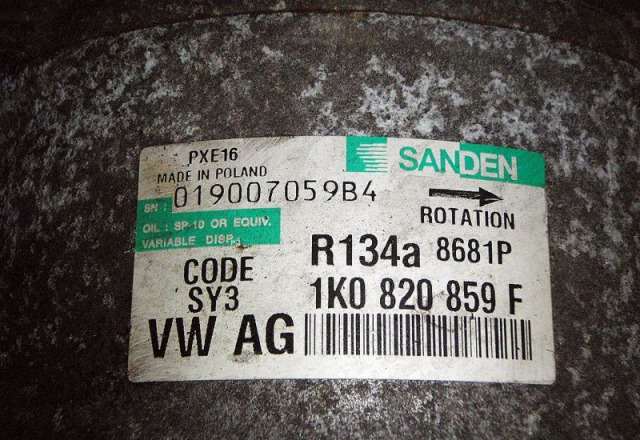 PXE16
SANDEN
MADE IN POLAND
SN : 019007059B4
ROTATION
OIL : SP-10 OR EQUIV.
VARIABLE DISP.
R134a 8681P
CODE
SY3
1K0 820 859 F
VW AG